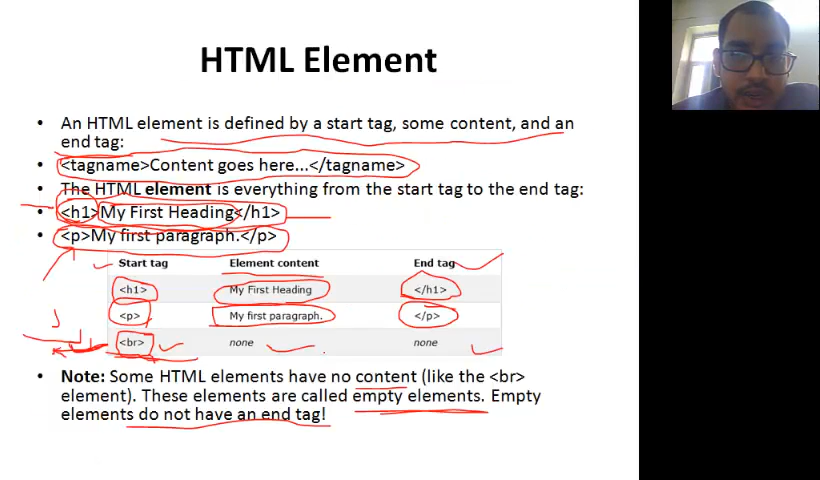 HTML Element
• An HTML element is defined by a start tag, some content, and an
end tag:
• <tagname>Content goes here...</tagname>
• The HTML element is everything from the start tag to the end tag:
• <h1>My First Heading</h1>
• <p>My first paragraph.</p>
Start tag Element content End tag
<h1> My First Heading </h1>
<p> My first paragraph. </p>
<br> none none
• Note: Some HTML elements have no content (like the <br>
element). These elements are called empty elements. Empty
elements do not have an end tag!